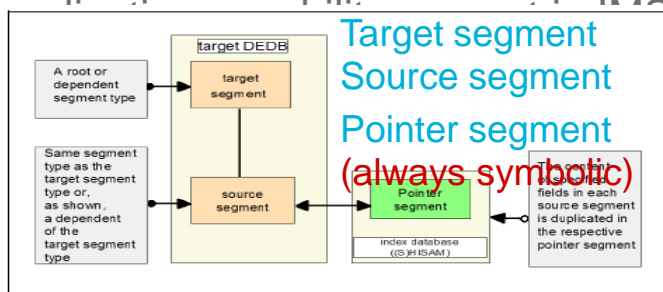 target DEDB
Target segment
Source segment
Pointer segment
(always symbolic)
A root or
dependent
segment type
target
segment
Same segment
type as the
target segment
type or,
as shown,
a dependent
of the
target segment
type
source
segment
Pointer
segment
index database
((S)HISAM)
The content
of specified
fields in each
source segment
is duplicated in
the respective
pointer segment